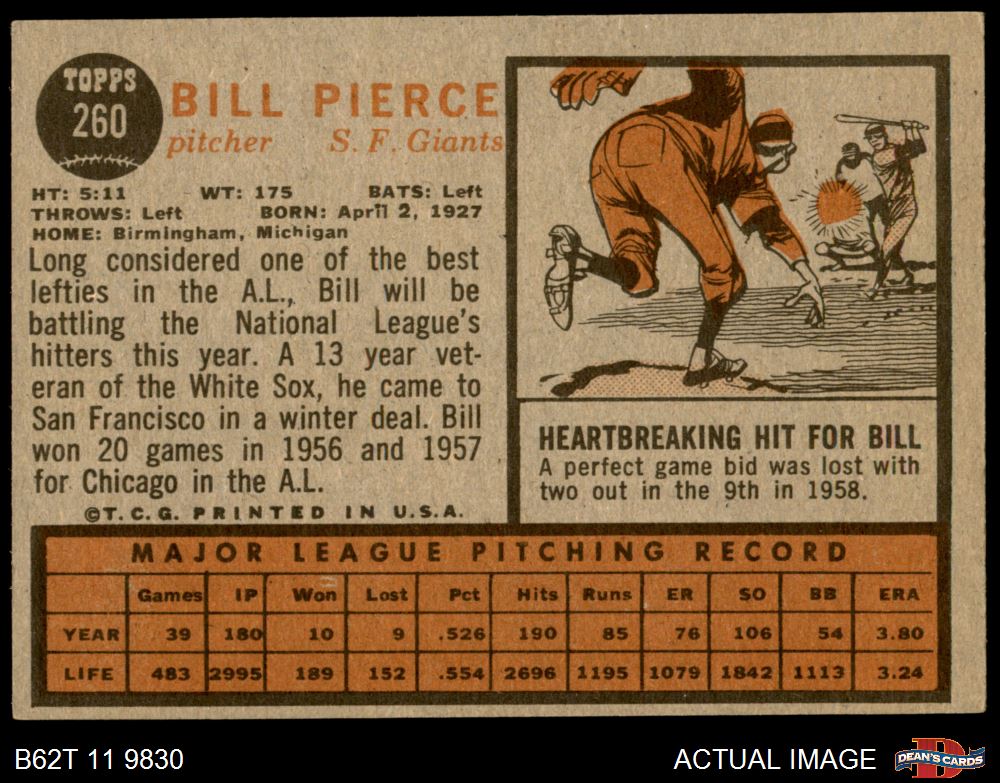 TOPPS
260
BILL PIERCE
pitcher S. F. Giants
HT: 5:11 WT: 175 BATS: Left
THROWS: Left BORN: April 2, 1927
HOME: Birmingham, Michigan
Long considered one of the best
lefties in the A.L., Bill will be
battling the National League's
hitters this year. A 13 year vet-
eran of the White Sox, he came to
San Francisco in a winter deal. Bill
won 20 games in 1956 and 1957
for Chicago in the A.L.
©T.C.G. PRINTED IN U.S.A.
HEARTBREAKING HIT FOR BILL
A perfect game bid was lost with
two out in the 9th in 1958.
MAJOR LEAGUE PITCHING RECORD
Games IP Won Lost Pct Hits Runs ER SO BB ERA
YEAR 39 180 10 9 .526 190 85 76 106 54 3.80
LIFE 483 2995 189 152 .554 2696 1195 1079 1842 1113 3.24
B62T 11 9830 ACTUAL IMAGE DEAN'S CARDS